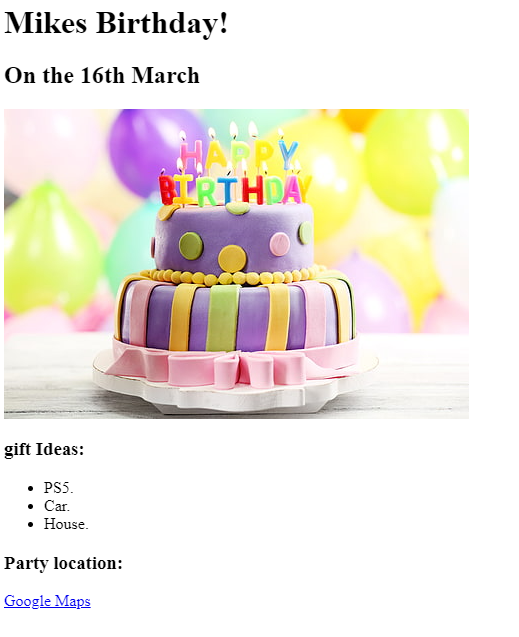 Mikes Birthday!
On the 16th March
HAPPY
BIRTHDAY
gift Ideas:
PS5.
Car.
House.
Party location:
Google Maps